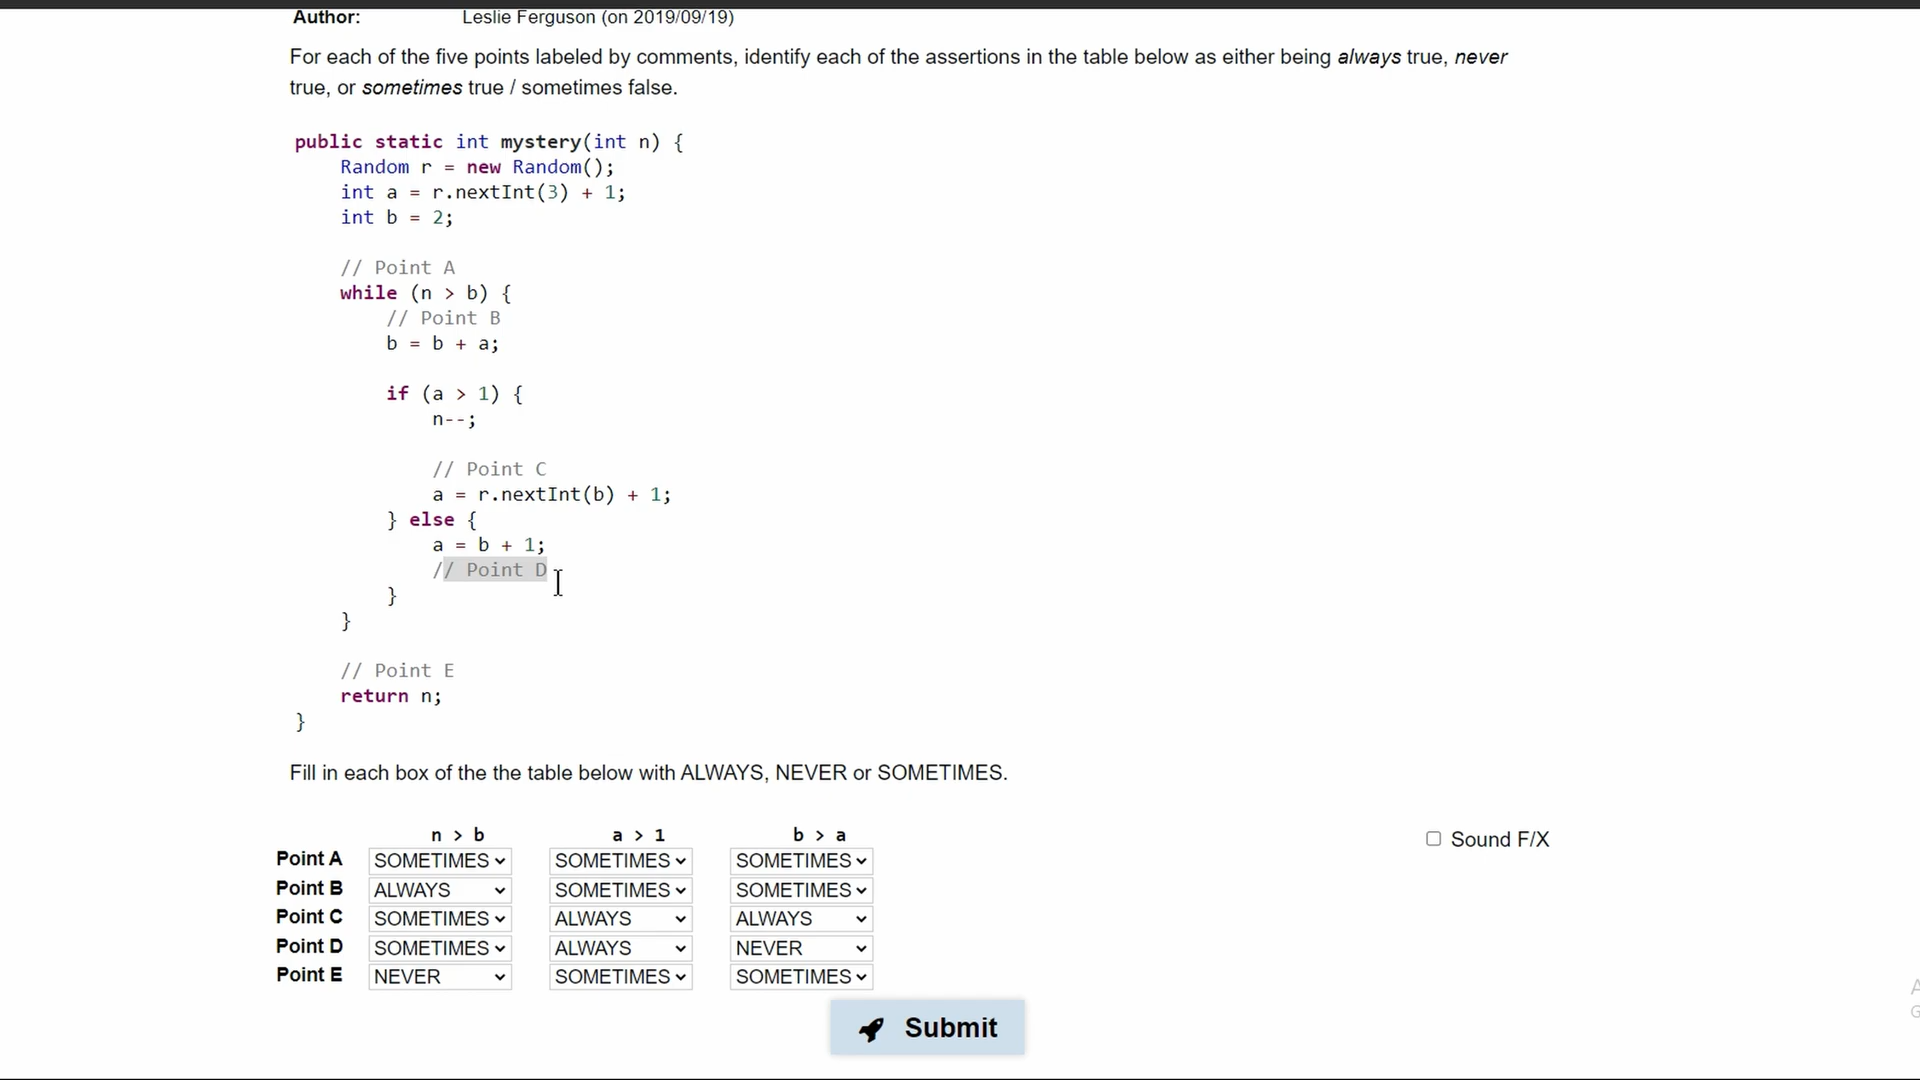 Author: Leslie Ferguson (on 2019/09/19)
For each of the five points labeled by comments, identify each of the assertions in the table below as either being always true, never
true, or sometimes true / sometimes false.
public static int mystery(int n) {
    Random r = new Random();
    int a = r.nextInt(3) + 1;
    int b = 2;
    // Point A
    while (n > b) {
        // Point B
        b = b + a;
        if (a > 1) {
            n--;
            // Point C
            a = r.nextInt(b) + 1;
        } else {
            a = b + 1;
            // Point D
        }
    }
    // Point E
    return n;
}
Fill in each box of the the table below with ALWAYS, NEVER or SOMETIMES.
n > b a > 1 b > a
Sound F/X
Point A SOMETIMES SOMETIMES SOMETIMES
Point B ALWAYS SOMETIMES SOMETIMES
Point C SOMETIMES ALWAYS ALWAYS
Point D SOMETIMES ALWAYS NEVER
Point E NEVER SOMETIMES SOMETIMES
Submit